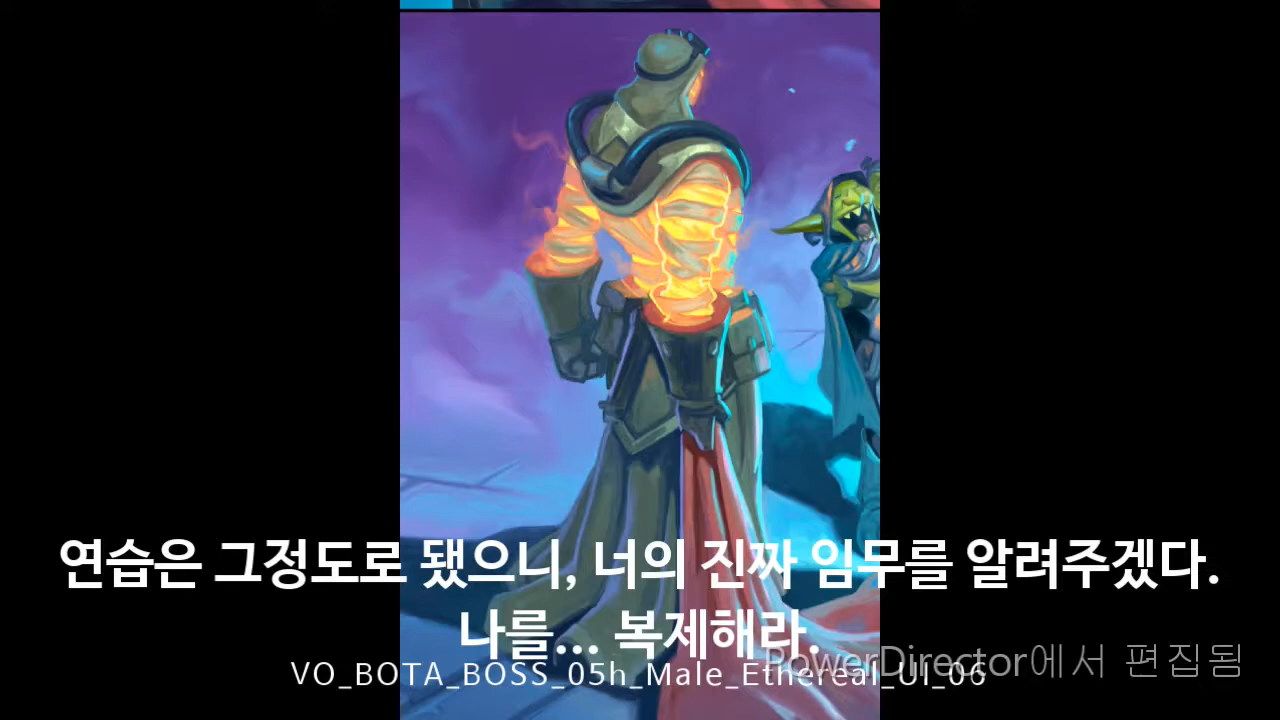 연습은 그정도로 됐으니, 너의 진짜 임무를 알려주겠다.
나를... 복제해라.
PowerDirector에서 편집됨
VO_BOTA_BOSS_05h_Male_Ethereal_UI_06